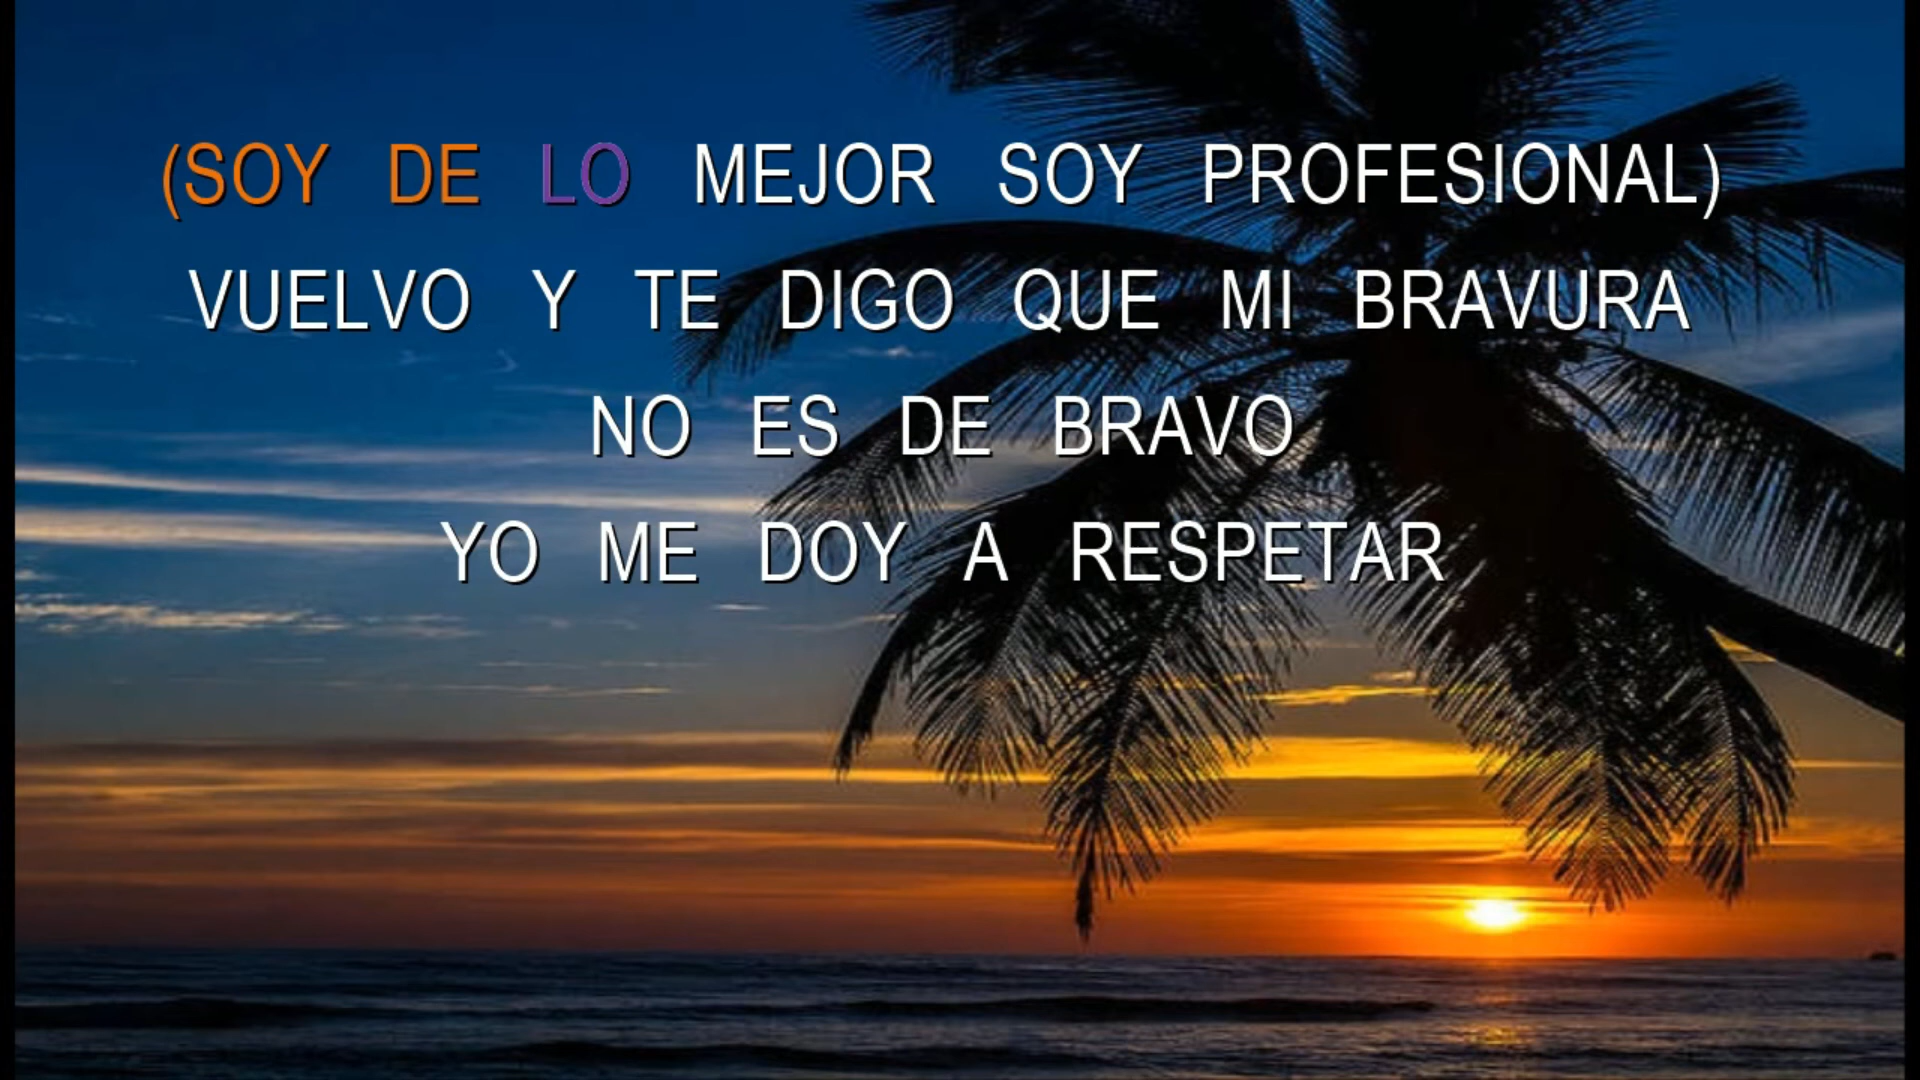 (SOY DE LO MEJOR SOY PROFESIONAL)
VUELVO Y TE DIGO QUE MI BRAVURA
NO ES DE BRAVO
YO ME DOY A RESPETAR